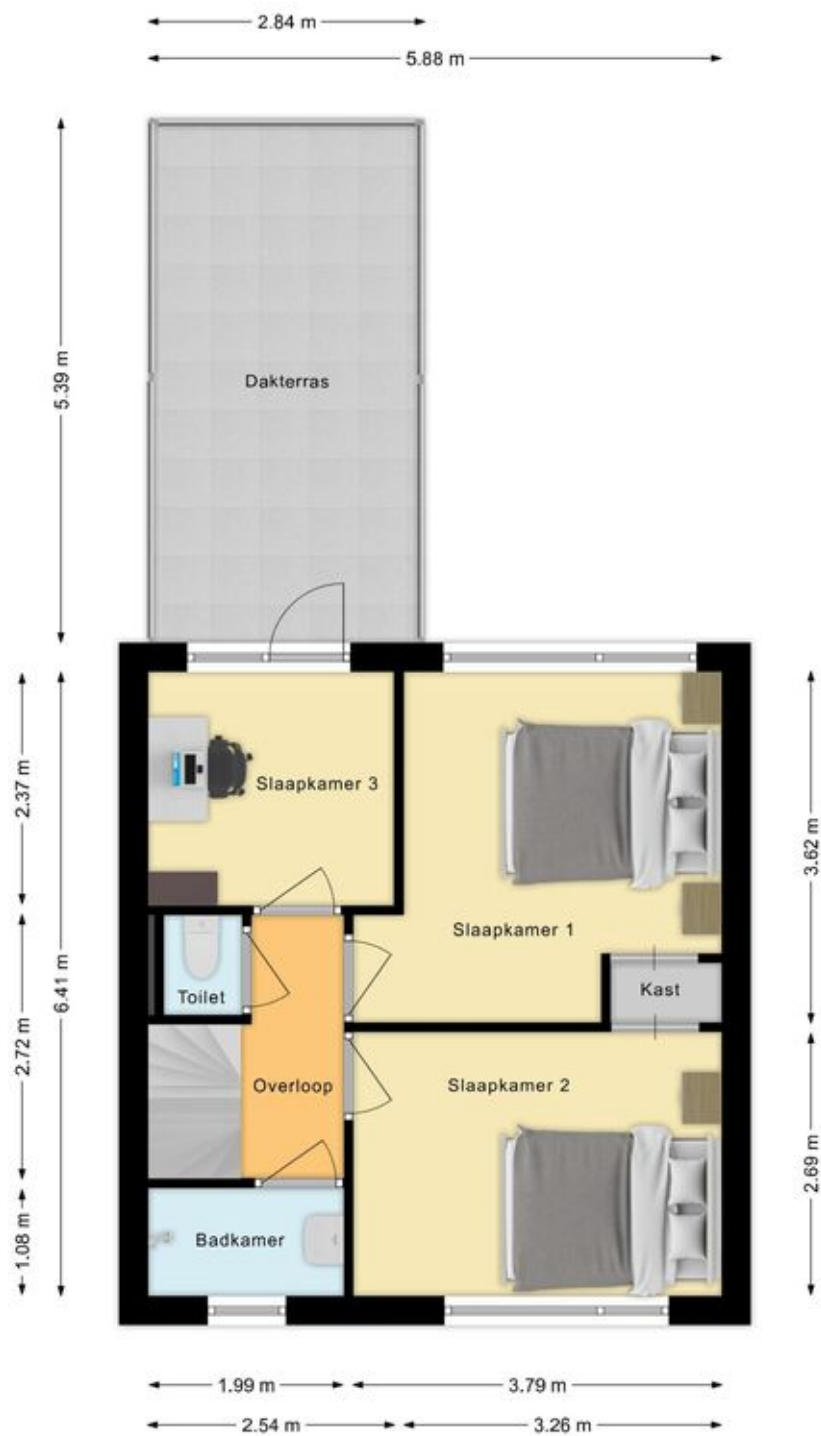 2.84 m
5.88 m
5.39 m
Dakterras
2.37 m
Slaapkamer 3
3.62 m
Slaapkamer 1
6.41 m
Toilet
Kast
2.72 m
Overloop
Slaapkamer 2
2.69 m
1.08 m
Badkamer
1.99 m
3.79 m
2.54 m
3.26 m